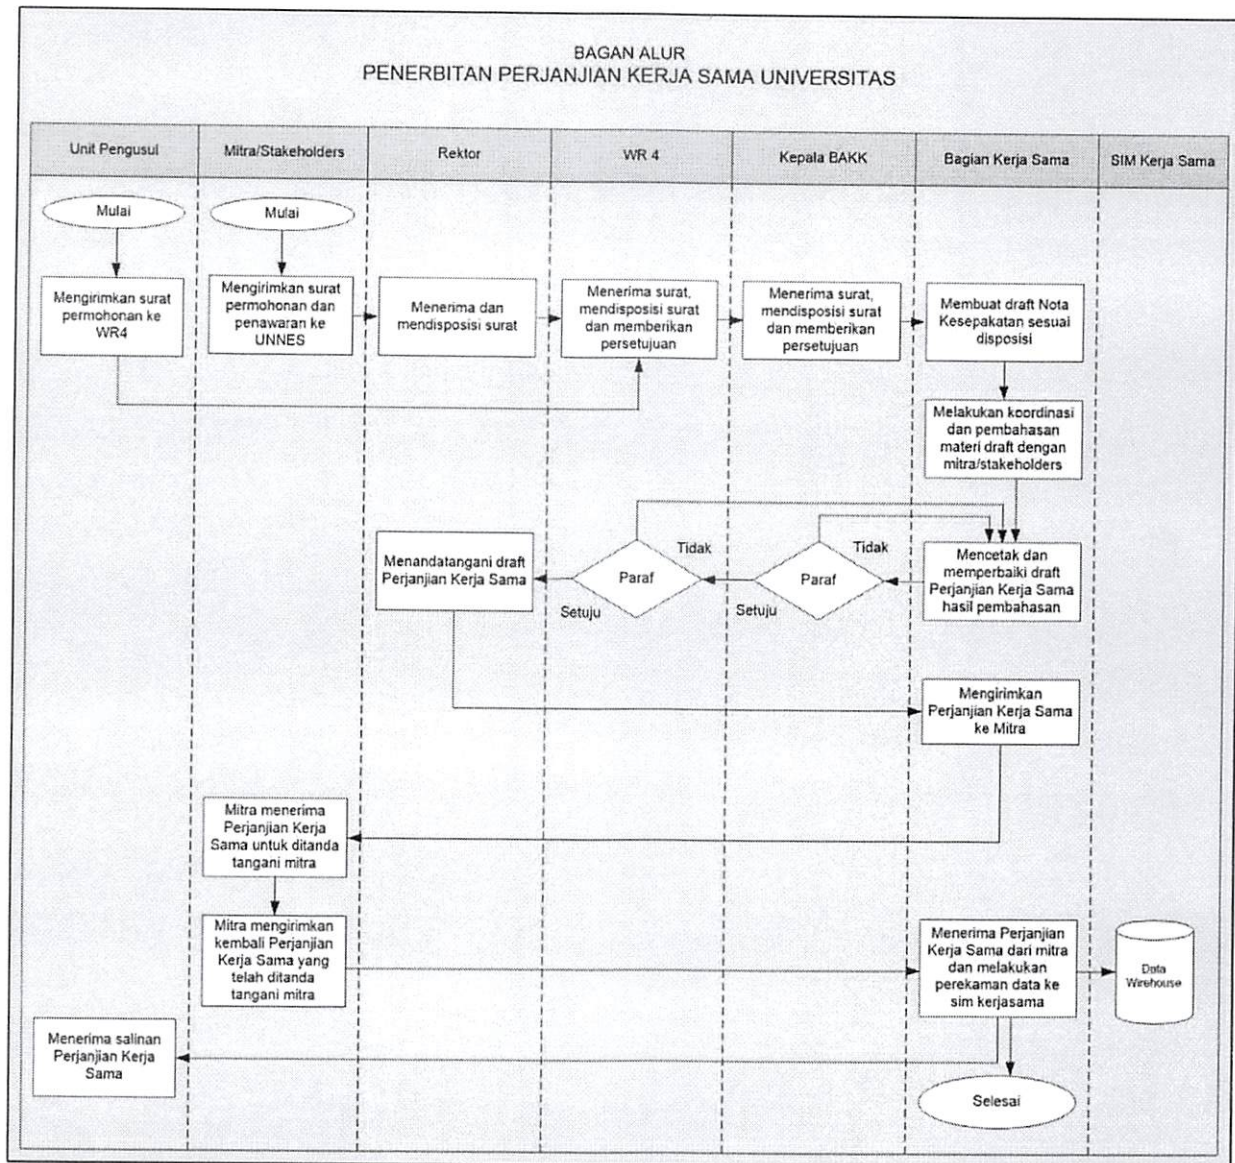 BAGAN ALUR
PENERBITAN PERJANJIAN KERJA SAMA UNIVERSITAS
Unit Pengusul
Mitra/Stakeholders
Rektor
WR 4
Kepala BAKK
Bagian Kerja Sama
SIM Kerja Sama
Mulai
Mulai
Mengirimkan surat
permohonan ke
WR4
Mengirimkan surat
permohonan dan
penawaran ke
UNNES
Menerima dan
mendisposisi surat
Menerima surat,
mendisposisi surat
dan memberikan
persetujuan
Menerima surat,
mendisposisi surat
dan memberikan
persetujuan
Membuat draft Nota
Kesepakatan sesuai
disposisi
Melakukan koordinasi
dan pembahasan
materi draft dengan
mitra/stakeholders
Menandatangani draft
Perjanjian Kerja Sama
Tidak
Paraf
Setuju
Tidak
Paraf
Setuju
Mencetak dan
memperbaiki draft
Perjanjian Kerja Sama
hasil pembahasan
Mengirimkan
Perjanjian Kerja Sama
ke Mitra
Mitra menerima
Perjanjian Kerja
Sama untuk ditanda
tangani mitra
Mitra mengirimkan
kembali Perjanjian
Kerja Sama yang
telah ditanda
tangani mitra
Menerima Perjanjian
Kerja Sama dari mitra
dan melakukan
perekaman data ke
sim kerjasama
Data
Wirehouse
Menerima salinan
Perjanjian Kerja
Sama
Selesai